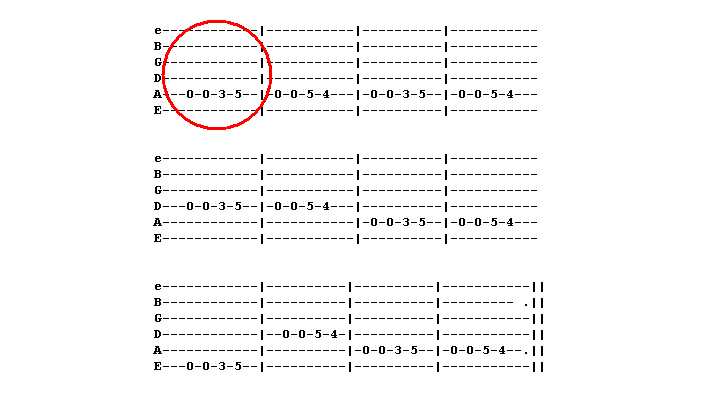 e------------|-----------|----------|-----------
B------------|-----------|----------|-----------
G------------|-----------|----------|-----------
D------------|-----------|----------|-----------
A---0-0-3-5--|-0-0-5-4---|-0-0-3-5--|-0-0-5-4---
E------------|-----------|----------|-----------
e------------|-----------|----------|-----------
B------------|-----------|----------|-----------
G------------|-----------|----------|-----------
D---0-0-3-5--|-0-0-5-4---|----------|-----------
A------------|-----------|-0-0-3-5--|-0-0-5-4---
E------------|-----------|----------|-----------
e------------|----------|----------|-----------||
B------------|----------|----------|--------- .||
G------------|----------|----------|-----------||
D------------|--0-0-5-4-|----------|-----------||
A------------|----------|-0-0-3-5--|-0-0-5-4--.||
E---0-0-3-5--|----------|----------|-----------||